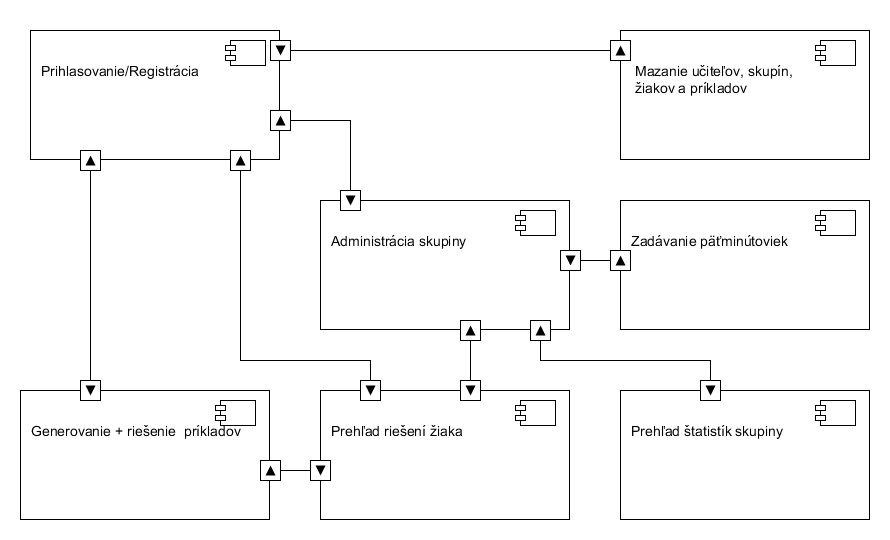 Prihlasovanie/Registrácia
Mazanie učiteľov, skupín,
žiakov a príkladov
Administrácia skupiny
Zadávanie päťminútoviek
Generovanie + riešenie  príkladov
Prehľad riešení žiaka
Prehľad štatistík skupiny